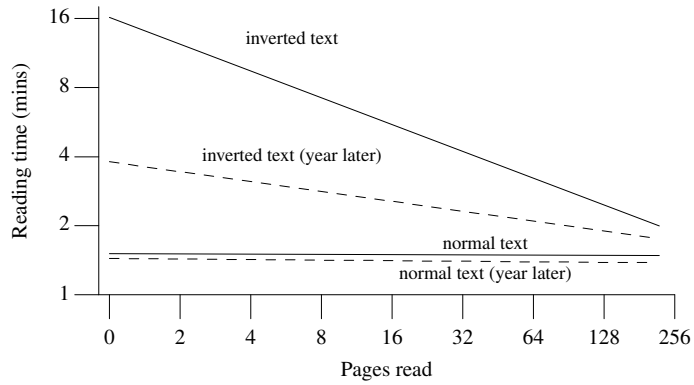 16
inverted text
8
Reading time (mins)
4
inverted text (year later)
2
normal text
normal text (year later)
1
0 2 4 8 16 32 64 128 256
Pages read